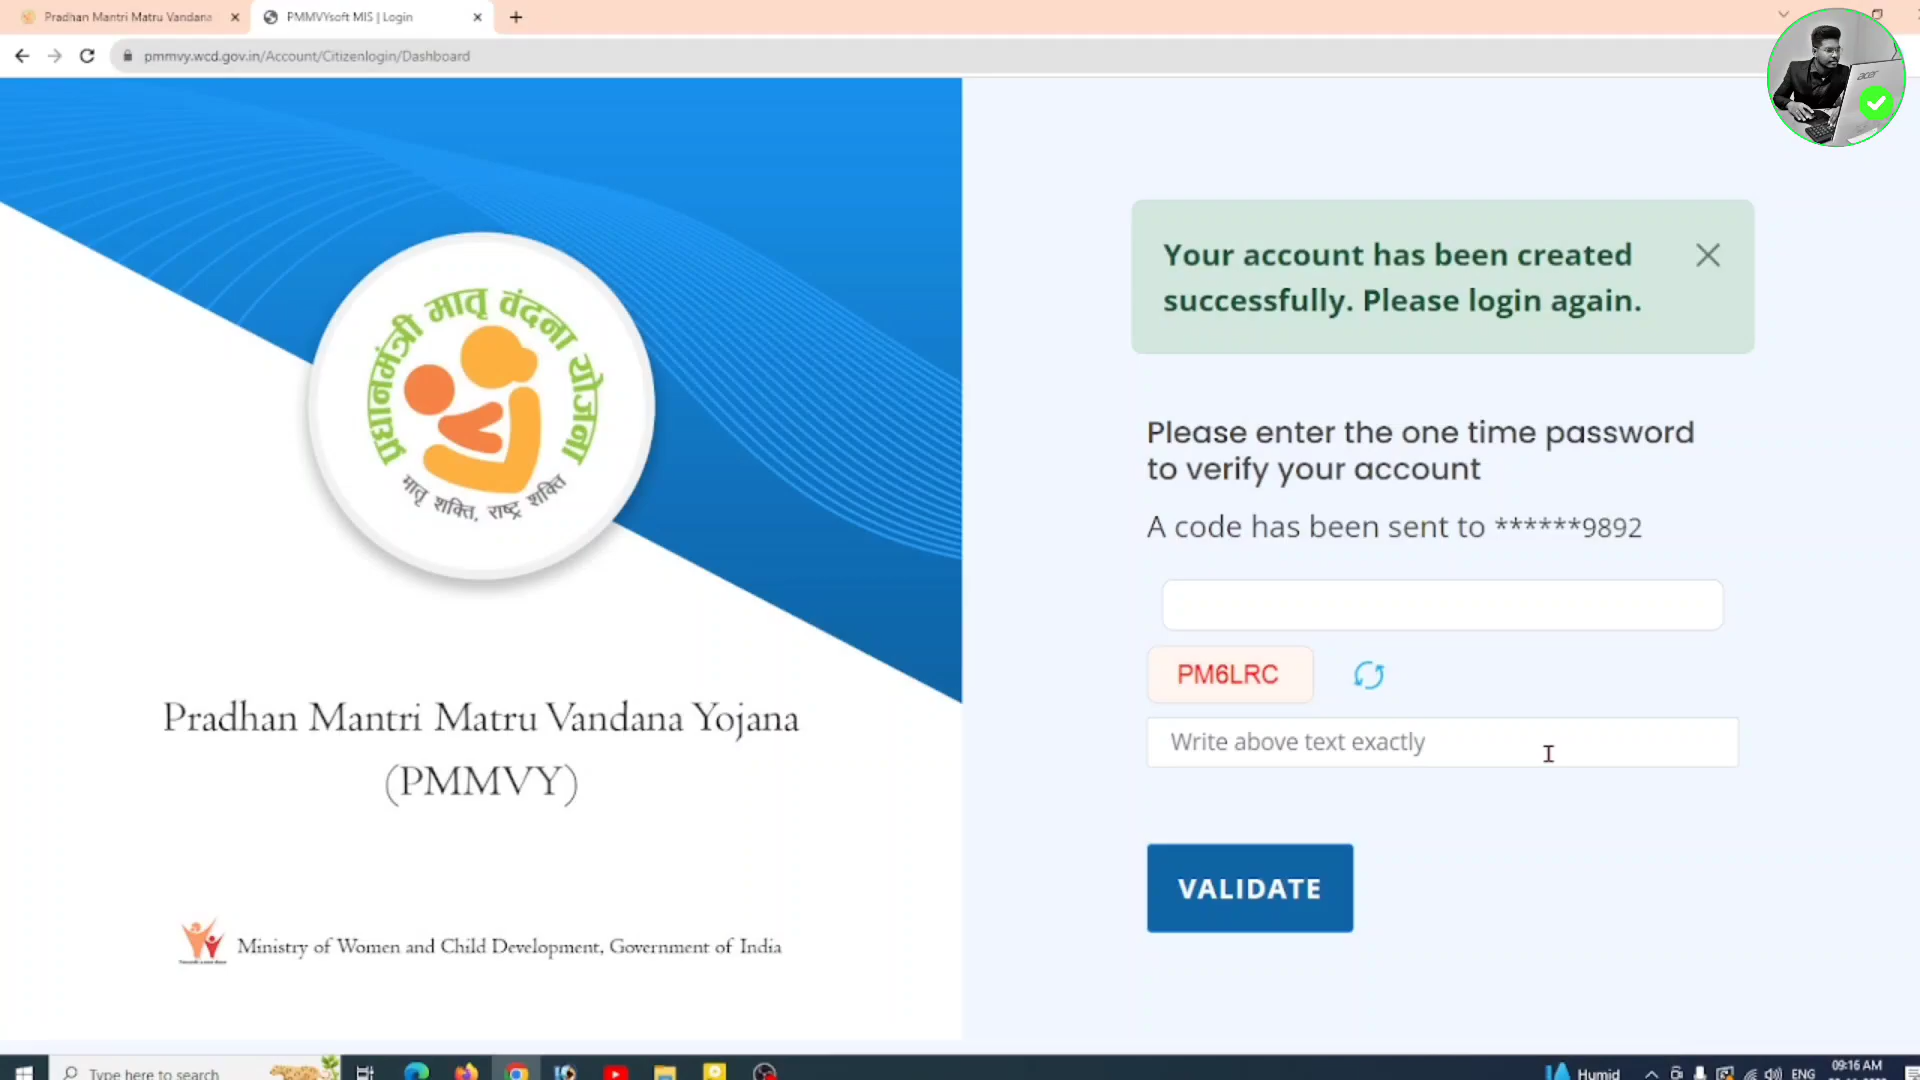 Pradhan Mantri Matru Vandana
PMMVYsoft MIS | Login
pmmvy.wcd.gov.in/Account/Citizenlogin/Dashboard
acer
प्रधानमंत्री मातृ वंदना योजना
मातृ शक्ति, राष्ट्र शक्ति
Pradhan Mantri Matru Vandana Yojana
(PMMVY)
Ministry of Women and Child Development, Government of India
Your account has been created
successfully. Please login again.
Please enter the one time password
to verify your account
A code has been sent to ******9892
PM6LRC
Write above text exactly
VALIDATE
Type here to search
Humid
ENG
09:16 AM